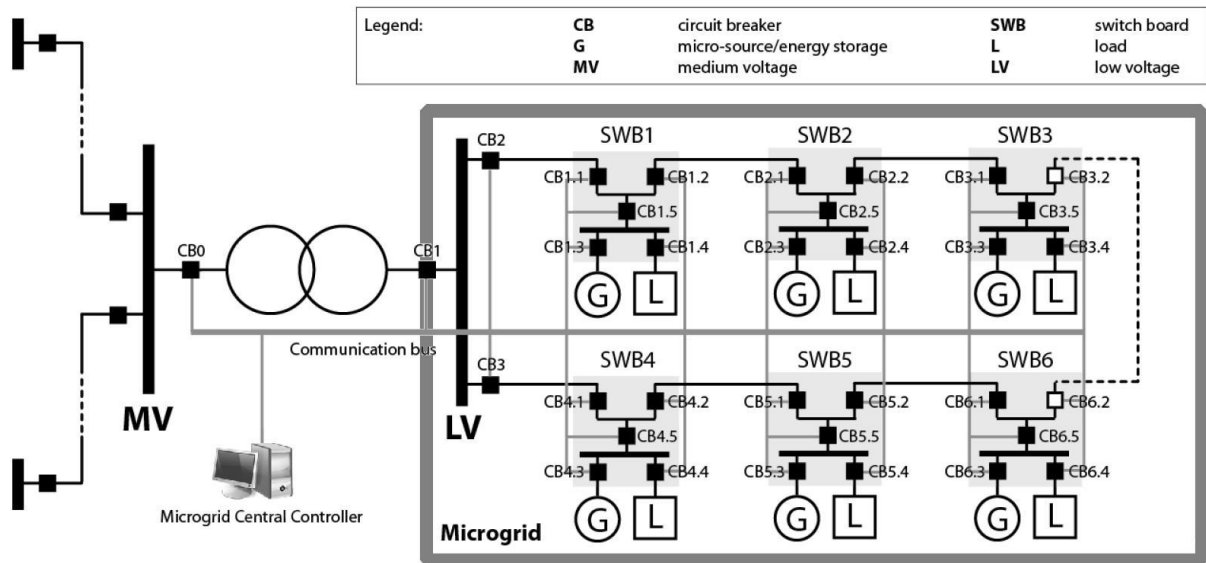 Legend: CB circuit breaker SWB switch board
G micro-source/energy storage L load
MV medium voltage LV low voltage
SWB1 SWB2 SWB3
CB2
CB1.1 CB1.2 CB2.1 CB2.2 CB3.1 CB3.2
CB1.5 CB2.5 CB3.5
CB0 CB1 CB1.3 CB1.4 CB2.3 CB2.4 CB3.3 CB3.4
G L G L G L
Communication bus
CB3 SWB4 SWB5 SWB6
CB4.1 CB4.2 CB5.1 CB5.2 CB6.1 CB6.2
MV LV
CB4.5 CB5.5 CB6.5
CB4.3 CB4.4 CB5.3 CB5.4 CB6.3 CB6.4
Microgrid Central Controller
G L G L G L
Microgrid